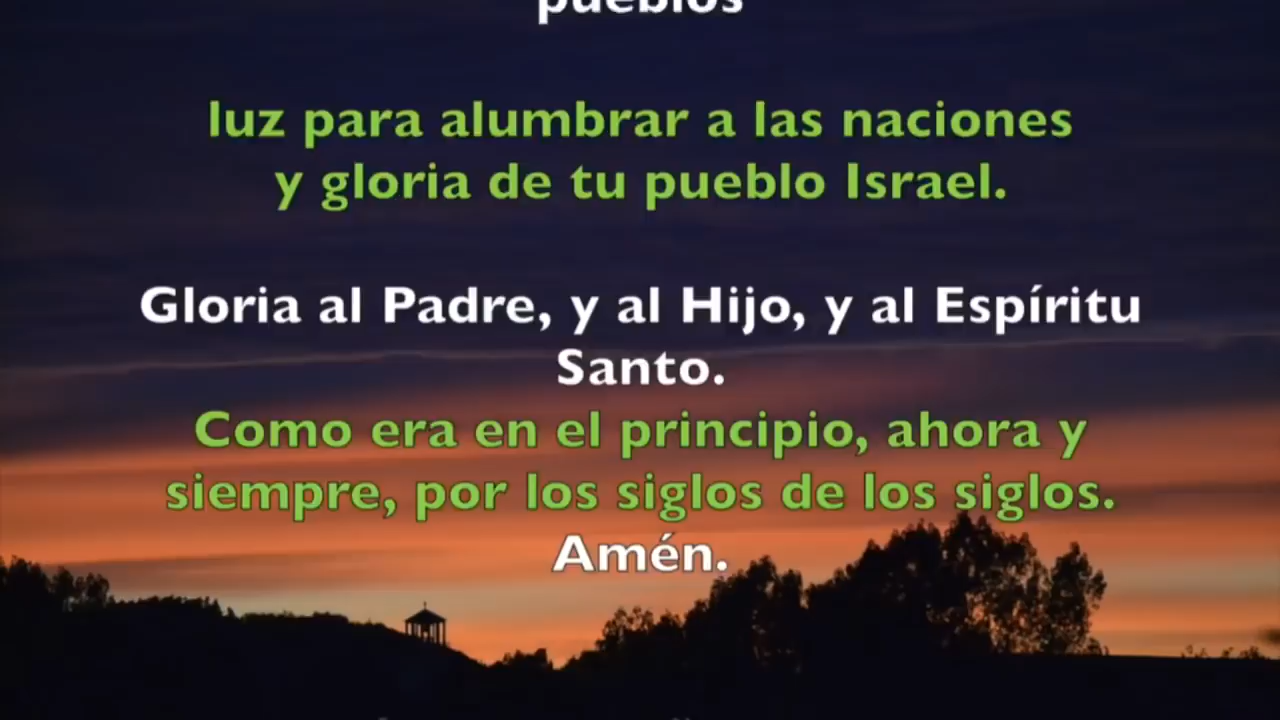 pueblos
luz para alumbrar a las naciones
y gloria de tu pueblo Israel.
Gloria al Padre, y al Hijo, y al Espíritu
Santo.
Como era en el principio, ahora y
siempre, por los siglos de los siglos.
Amén.